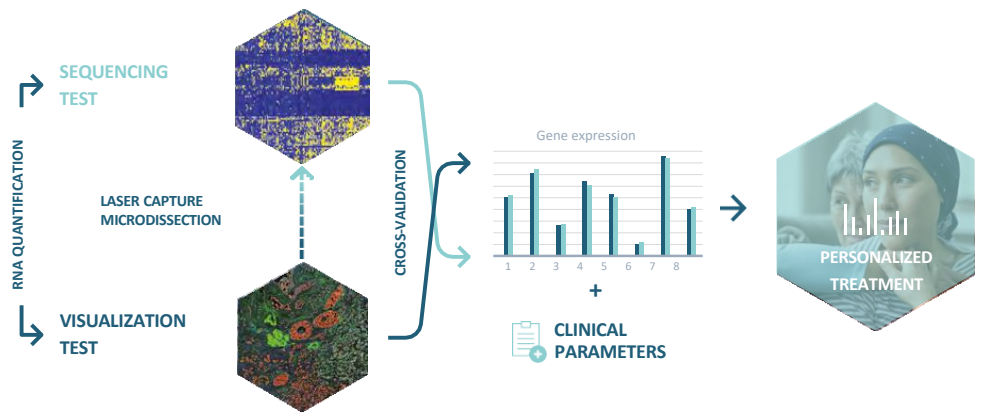 RNA QUANTIFICATION
SEQUENCING
TEST
LASER CAPTURE
MICRODISSECTION
VISUALIZATION
TEST
CROSS-VALIDATION
Gene expression
1 2 3 4 5 6 7 8
+
CLINICAL
PARAMETERS
PERSONALIZED
TREATMENT